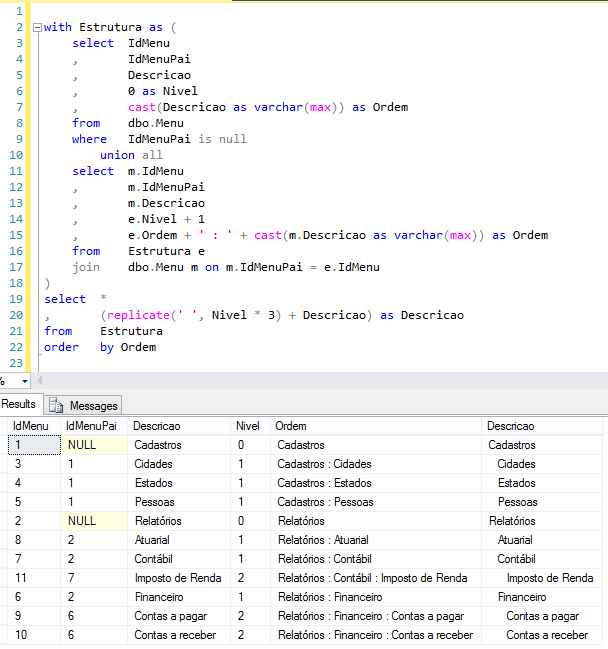 1
2 with Estrutura as (
3 select IdMenu
4 , IdMenuPai
5 , Descricao
6 , 0 as Nivel
7 , cast(Descricao as varchar(max)) as Ordem
8 from dbo.Menu
9 where IdMenuPai is null
10 union all
11 select m.IdMenu
12 , m.IdMenuPai
13 , m.Descricao
14 , e.Nivel + 1
15 , e.Ordem + ' : ' + cast(m.Descricao as varchar(max)) as Ordem
16 from Estrutura e
17 join dbo.Menu m on m.IdMenuPai = e.IdMenu
18 )
19 select *
20 , (replicate(' ', Nivel * 3) + Descricao) as Descricao
21 from Estrutura
22 order by Ordem
23
%
Results Messages
IdMenu IdMenuPai Descricao Nivel Ordem Descricao
1 NULL Cadastros 0 Cadastros Cadastros
3 1 Cidades 1 Cadastros : Cidades Cidades
4 1 Estados 1 Cadastros : Estados Estados
5 1 Pessoas 1 Cadastros : Pessoas Pessoas
2 NULL Relatórios 0 Relatórios Relatórios
8 2 Atuarial 1 Relatórios : Atuarial Atuarial
7 2 Contábil 1 Relatórios : Contábil Contábil
11 7 Imposto de Renda 2 Relatórios : Contábil : Imposto de Renda Imposto de Renda
6 2 Financeiro 1 Relatórios : Financeiro Financeiro
9 6 Contas a pagar 2 Relatórios : Financeiro : Contas a pagar Contas a pagar
10 6 Contas a receber 2 Relatórios : Financeiro : Contas a receber Contas a receber